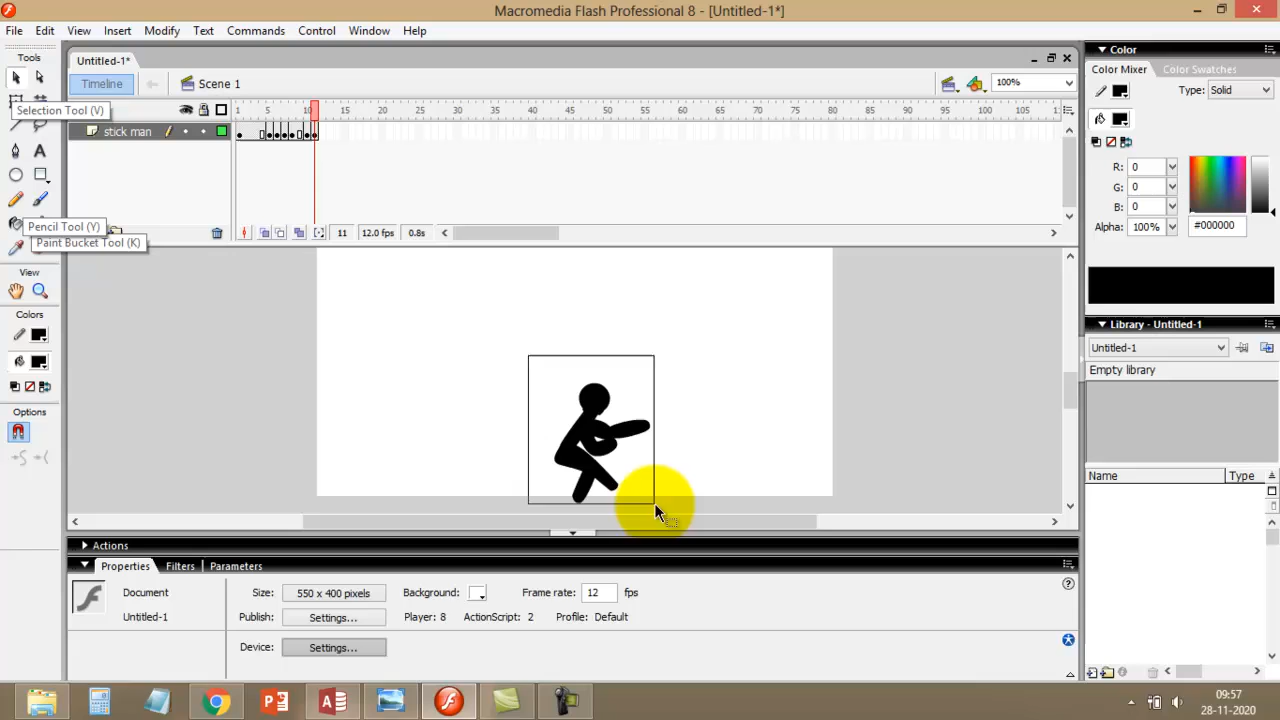 Macromedia Flash Professional 8 - [Untitled-1*]
File Edit View Insert Modify Text Commands Control Window Help
Tools
Untitled-1*
Timeline Scene 1 100%
Selection Tool (V)
1 5 10 15 20 25 30 35 40 45 50 55 60 65 70 75 80 85 90 95 100 105
stick man
Pencil Tool (Y)
Paint Bucket Tool (K)
11 12.0 fps 0.8s
View
Colors
Options
Color
Color Mixer Color Swatches
Type: Solid
R: 0
G: 0
B: 0
Alpha: 100% #000000
Library - Untitled-1
Untitled-1
Empty library
Name Type
Actions
Properties Filters Parameters
Document Size: 550 x 400 pixels Background: Frame rate: 12 fps
Untitled-1 Publish: Settings... Player: 8 ActionScript: 2 Profile: Default
Device: Settings...
09:57
28-11-2020